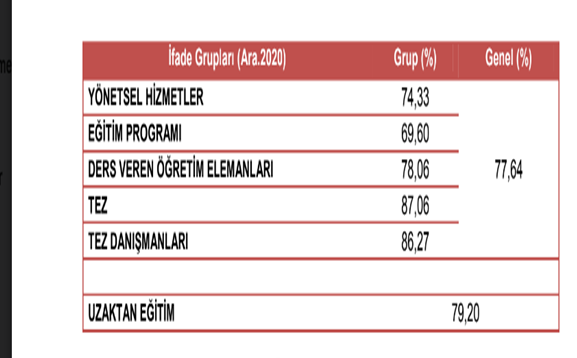 İfade Grupları (Ara.2020) Grup (%) Genel (%)
YÖNETSEL HİZMETLER 74,33
EĞİTİM PROGRAMI 69,60
DERS VEREN ÖĞRETİM ELEMANLARI 78,06 77,64
TEZ 87,06
TEZ DANIŞMANLARI 86,27
UZAKTAN EĞİTİM 79,20